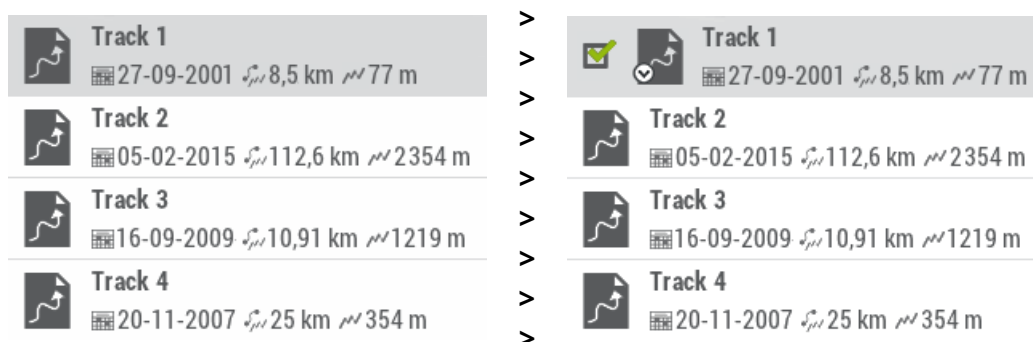 Track 1
27-09-2001 8,5 km 77 m
Track 2
05-02-2015 112,6 km 2354 m
Track 3
16-09-2009 10,91 km 1219 m
Track 4
20-11-2007 25 km 354 m
>
>
>
>
>
>
>
>
>
Track 1
27-09-2001 8,5 km 77 m
Track 2
05-02-2015 112,6 km 2354 m
Track 3
16-09-2009 10,91 km 1219 m
Track 4
20-11-2007 25 km 354 m